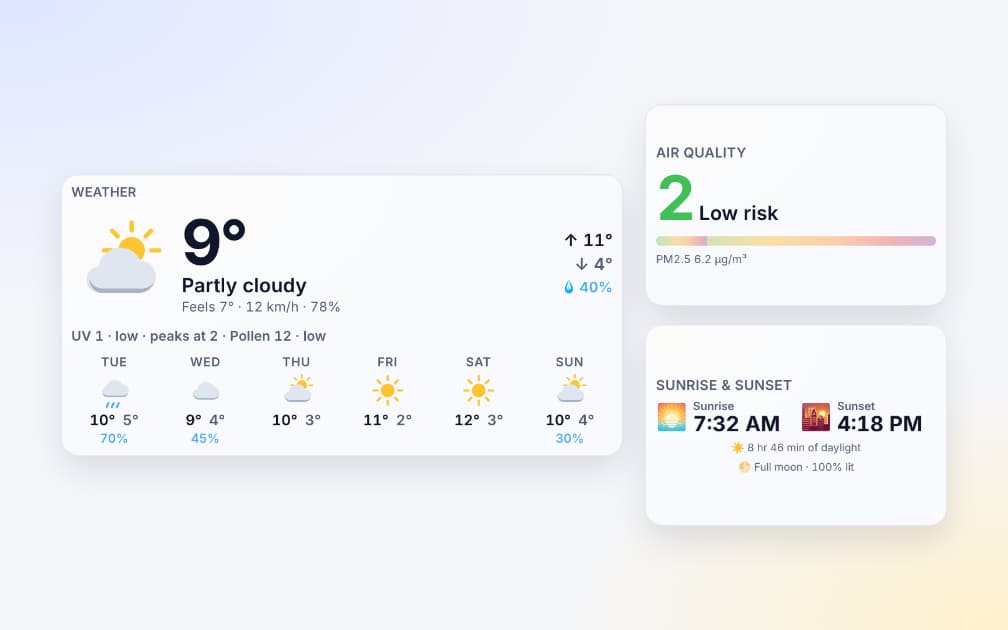 WEATHER
9°
Partly cloudy
Feels 7° · 12 km/h · 78%
↑ 11°
↓ 4°
40%
UV 1 · low · peaks at 2 · Pollen 12 · low
TUE WED THU FRI SAT SUN
10° 5° 9° 4° 10° 3° 11° 2° 12° 3° 10° 4°
70% 45% 30%
AIR QUALITY
2 Low risk
PM2.5 6.2 µg/m³
SUNRISE & SUNSET
Sunrise Sunset
7:32 AM 4:18 PM
8 hr 46 min of daylight
Full moon · 100% lit